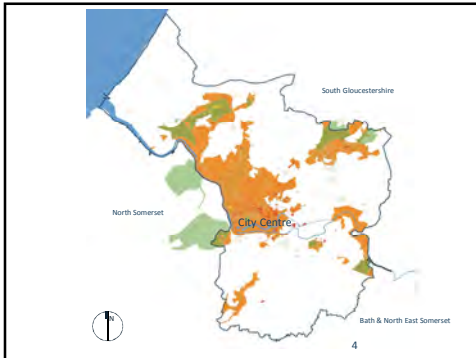 South Gloucestershire
North Somerset
City Centre
Bath & North East Somerset
N
4